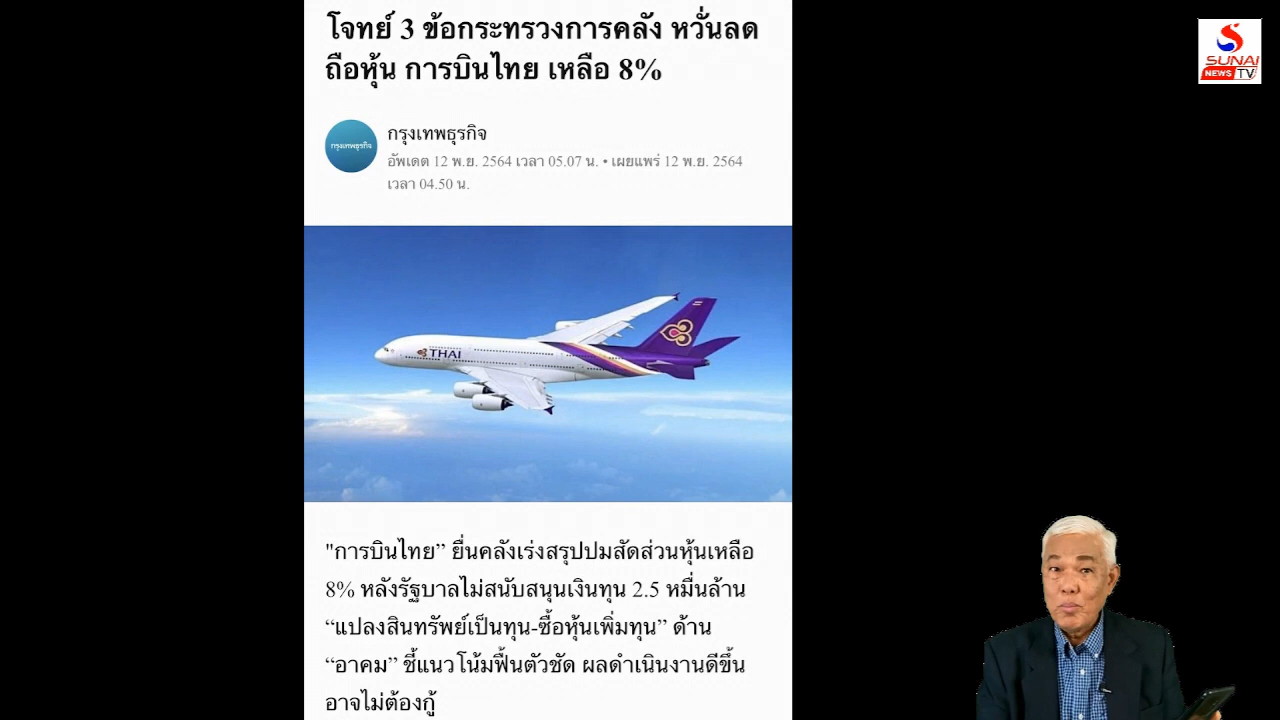 โจทย์ 3 ข้อกระทรวงการคลัง หวั่นลด
ถือหุ้น การบินไทย เหลือ 8%
กรุงเทพธุรกิจ
กรุงเทพธุรกิจ
อัพเดต 12 พ.ย. 2564 เวลา 05.07 น. • เผยแพร่ 12 พ.ย. 2564
เวลา 04.50 น.
THAI
"การบินไทย” ยื่นคลังเร่งสรุปปมสัดส่วนหุ้นเหลือ
8% หลังรัฐบาลไม่สนับสนุนเงินทุน 2.5 หมื่นล้าน
“แปลงสินทรัพย์เป็นทุน-ซื้อหุ้นเพิ่มทุน” ด้าน
“อาคม” ชี้แนวโน้มฟื้นตัวชัด ผลดำเนินงานดีขึ้น
อาจไม่ต้องกู้
SUNAI
NEWS TV